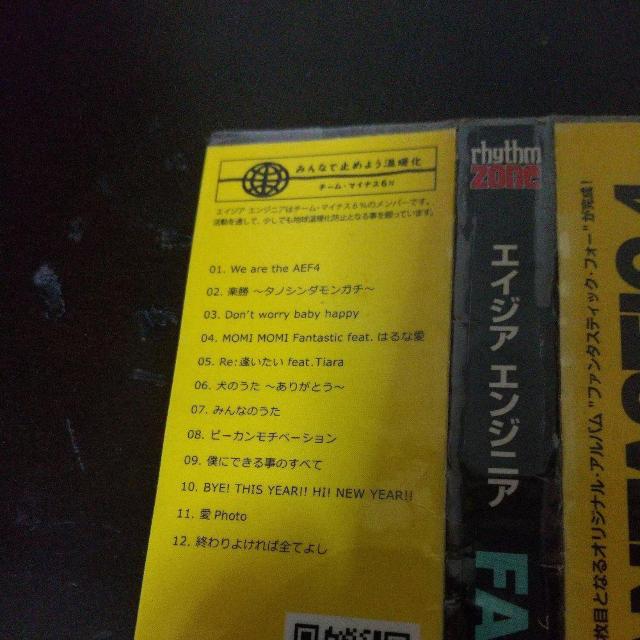 みんなで止めよう温暖化
チーム・マイナス6%
エイジア エンジニアはチーム・マイナス6%のメンバーです。
活動を通して、少しでも地球温暖化防止となる事を願っています。
01. We are the AEF4
02. 楽勝 ～タノシンダモンガチ～
03. Don't worry baby happy
04. MOMI MOMI Fantastic feat. はるな愛
05. Re:逢いたい feat.Tiara
06. 犬のうた ～ありがとう～
07. みんなのうた
08. ピーカンモチベーション
09. 僕にできる事のすべて
10. BYE! THIS YEAR!! HI! NEW YEAR!!
11. 愛 Photo
12. 終わりよければ全てよし
rhythm
zone
エイジア エンジニア
FA
枚目となるオリジナル・アルバム "ファンタスティック フォー" が完成!